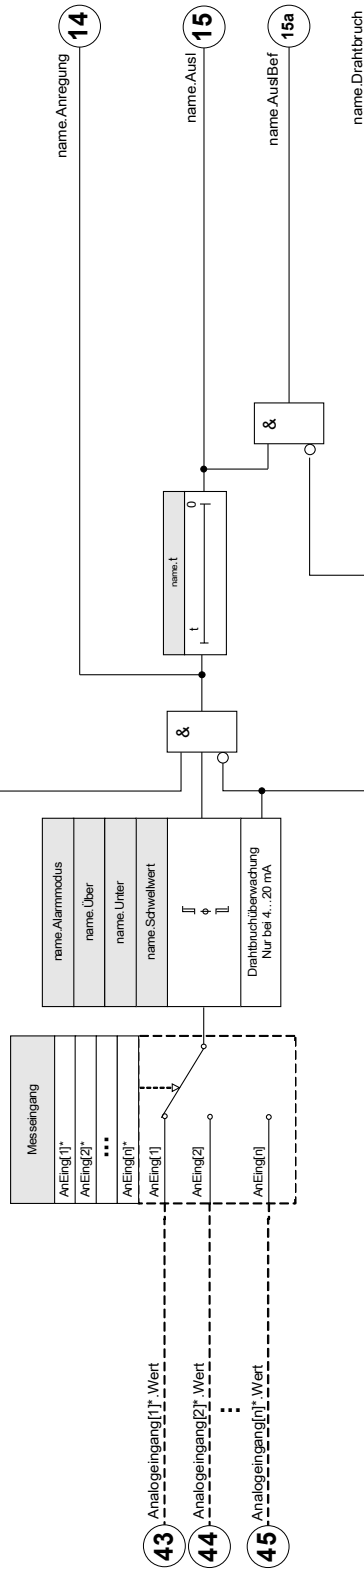 43
Analogeingang[1]*.Wert
44
Analogeingang[2]*.Wert
...
45
Analogeingang[n]*.Wert
Messeingang
AnEing[1]*
AnEing[2]*
...
AnEing[n]*
AnEing[1]
AnEing[2]
AnEing[n]
name.Alarmmodus
name.Über
name.Unter
name.Schwellwert
φ
Drahtbruchüberwachung
Nur bei 4…20 mA
&
name.t
t
0
&
name.Anregung
14
name.Ausl
15
name.AuslBef
15a
name.Drahtbruch